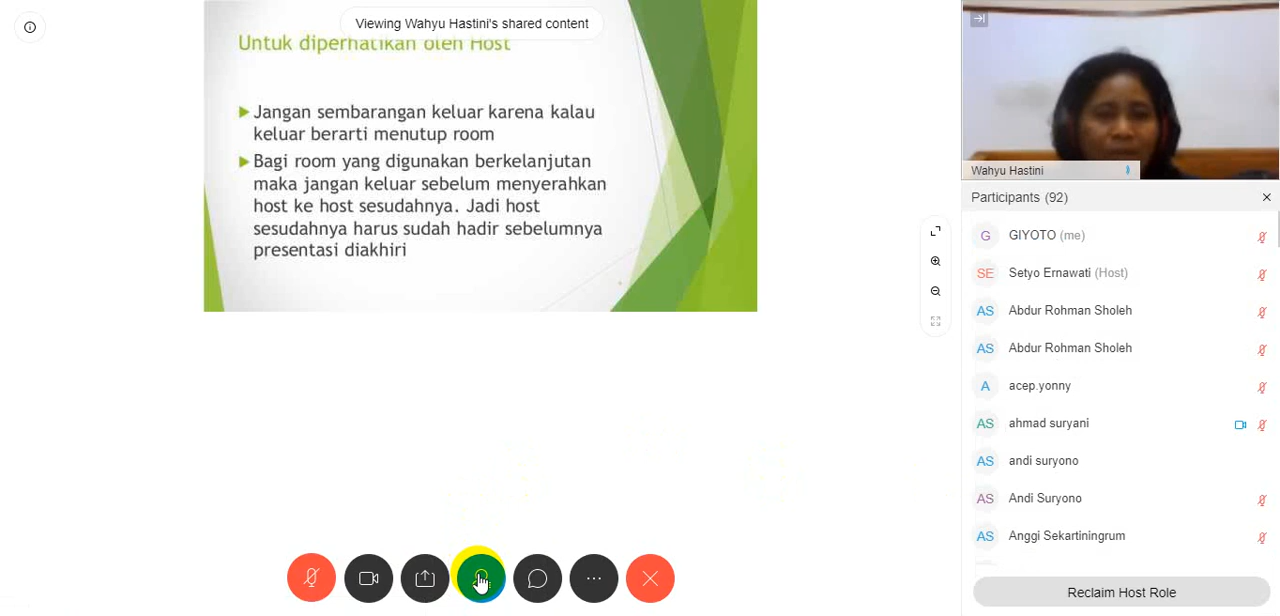 Viewing Wahyu Hastini's shared content
Untuk diperhatikan oleh Host
Jangan sembarangan keluar karena kalau
keluar berarti menutup room
Bagi room yang digunakan berkelanjutan
maka jangan keluar sebelum menyerahkan
host ke host sesudahnya. Jadi host
sesudahnya harus sudah hadir sebelumnya
presentasi diakhiri
Wahyu Hastini
Participants (92)
G GIYOTO (me)
SE Setyo Ernawati (Host)
AS Abdur Rohman Sholeh
AS Abdur Rohman Sholeh
A acep.yonny
AS ahmad suryani
AS andi suryono
AS Andi Suryono
AS Anggi Sekartiningrum
Reclaim Host Role